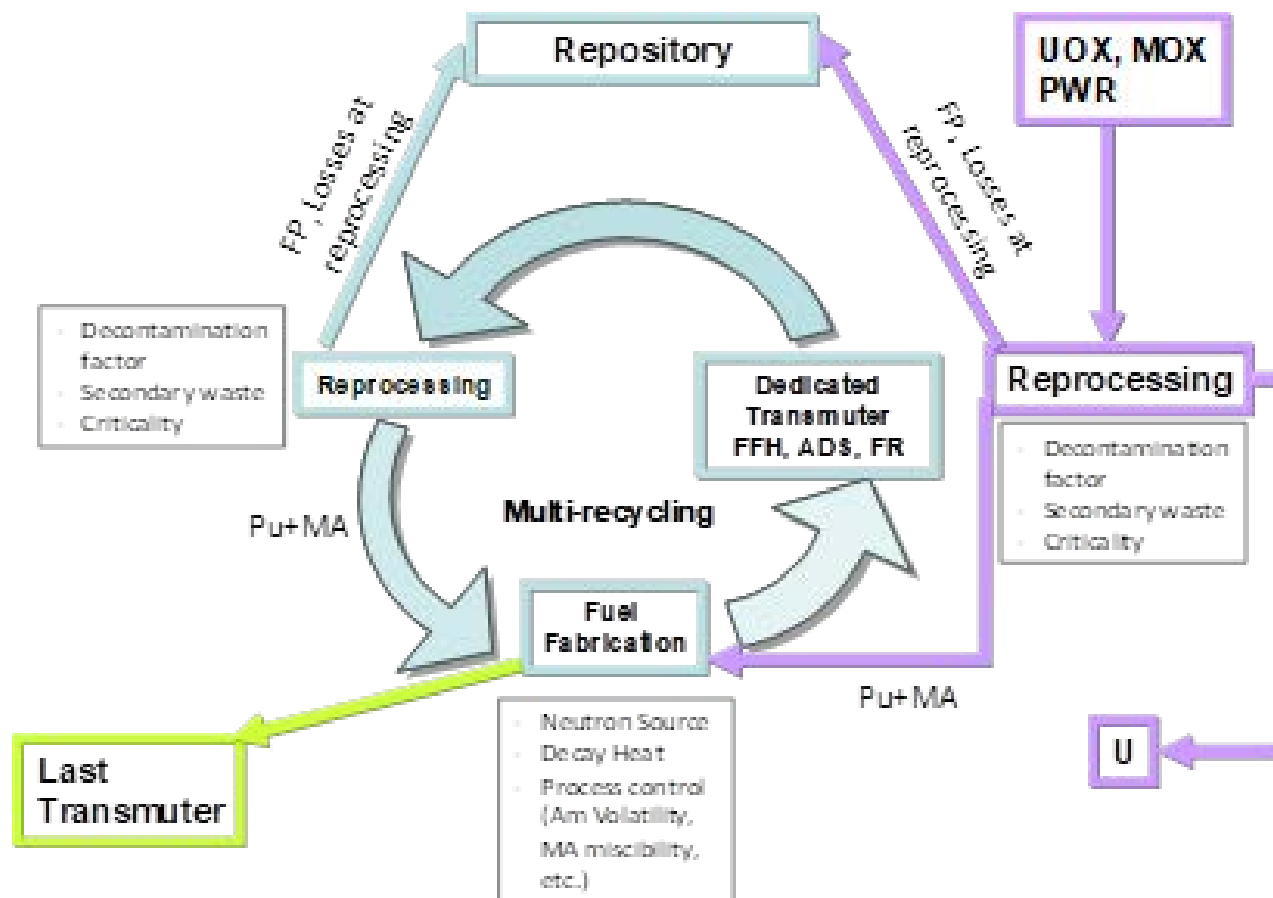 Repository
UOX, MOX
PWR
FP, Losses at
reprocessing
FP, Losses at
reprocessing
- Decontamination
factor
- Secondary waste
- Criticality
Reprocessing
Dedicated
Transmuter
FFH, ADS, FR
Reprocessing
- Decontamination
factor
- Secondary waste
- Criticality
Multi-recycling
Pu+MA
Fuel
Fabrication
Pu+MA
- Neutron Source
- Decay Heat
- Process control
(Am Volatility,
MA miscibility,
etc.)
U
Last
Transmuter